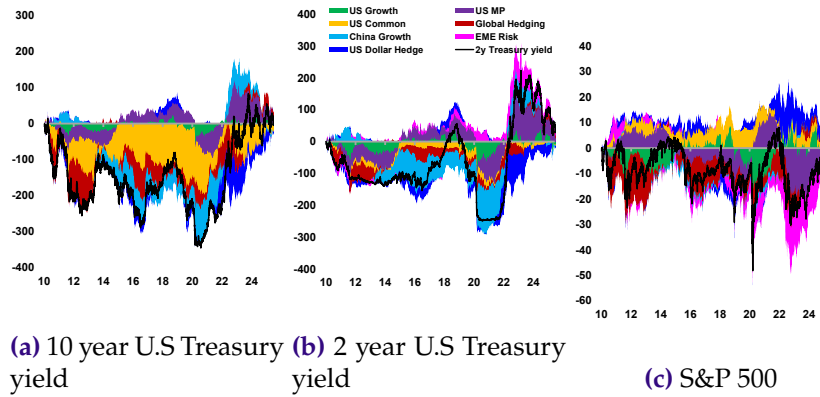 300
200
100
0
-100
-200
-300
-400
10 12 14 16 18 20 22 24
US Growth US MP
US Common Global Hedging
China Growth EME Risk
US Dollar Hedge 2y Treasury yield
400
300
200
100
0
100
200
300
400
10 12 14 16 18 20 22 24
40
30
20
10
0
-10
-20
-30
-40
-50
-60
10 12 14 16 18 20 22 24
(a) 10 year U.S Treasury yield
(b) 2 year U.S Treasury yield
(c) S&P 500